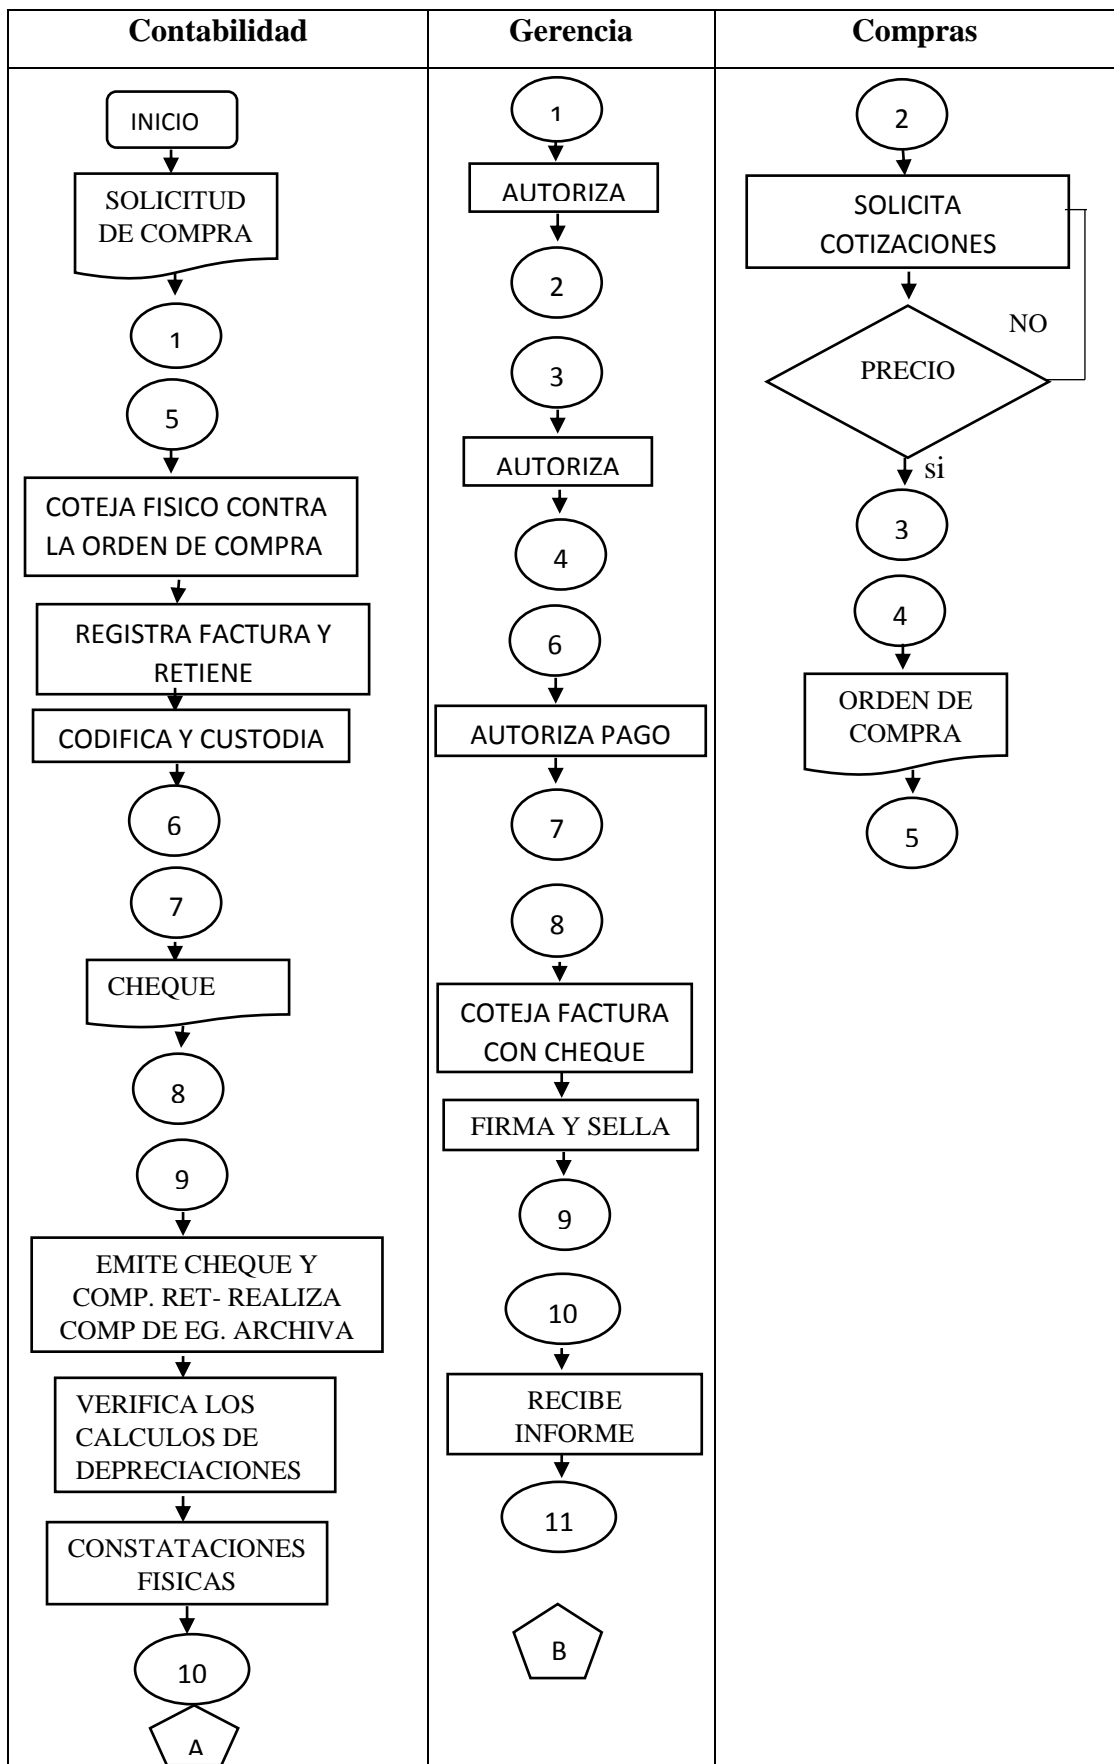 Contabilidad
Gerencia
Compras
INICIO
SOLICITUD
DE COMPRA
1
5
COTEJA FISICO CONTRA
LA ORDEN DE COMPRA
REGISTRA FACTURA Y
RETIENE
CODIFICA Y CUSTODIA
6
7
CHEQUE
8
9
EMITE CHEQUE Y
COMP. RET- REALIZA
COMP DE EG. ARCHIVA
VERIFICA LOS
CALCULOS DE
DEPRECIACIONES
CONSTATACIONES
FISICAS
10
A
1
AUTORIZA
2
3
AUTORIZA
4
6
AUTORIZA PAGO
7
8
COTEJA FACTURA
CON CHEQUE
FIRMA Y SELLA
9
10
RECIBE
INFORME
11
B
2
SOLICITA
COTIZACIONES
NO
PRECIO
si
3
4
ORDEN DE
COMPRA
5